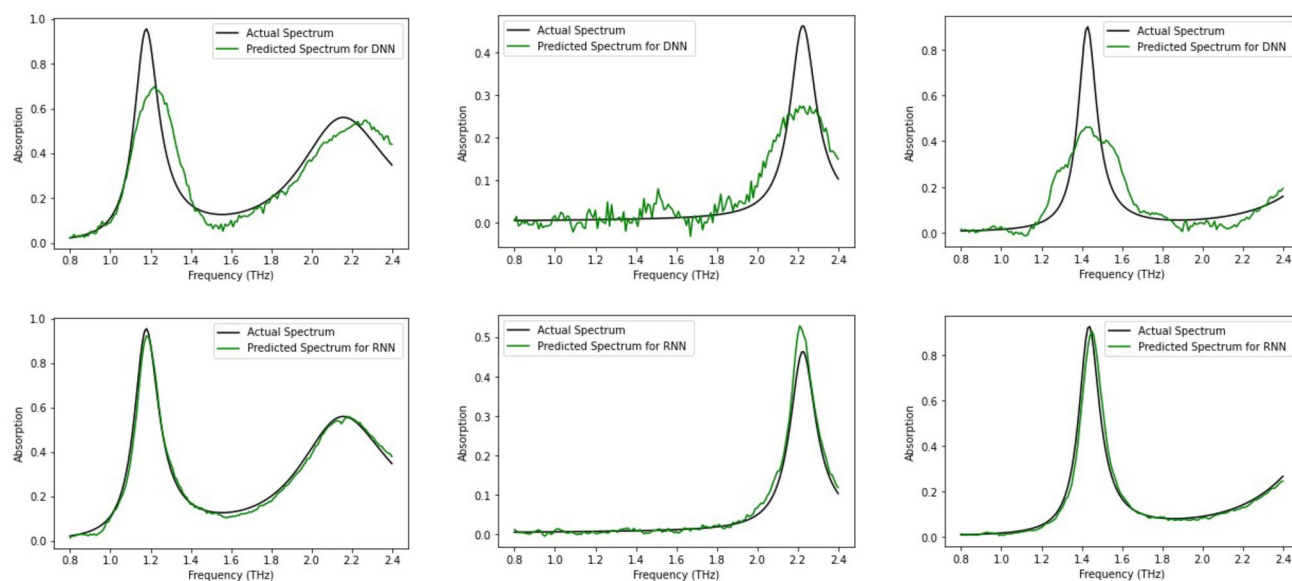 1.0
0.8
0.6
0.4
0.2
0.0
Absorption
Actual Spectrum
Predicted Spectrum for DNN
0.8 1.0 1.2 1.4 1.6 1.8 2.0 2.2 2.4
Frequency (THz)
0.4
0.3
0.2
0.1
0.0
Absorption
Actual Spectrum
Predicted Spectrum for DNN
0.8 1.0 1.2 1.4 1.6 1.8 2.0 2.2 2.4
Frequency (THz)
0.8
0.6
0.4
0.2
0.0
Absorption
Actual Spectrum
Predicted Spectrum for DNN
0.8 1.0 1.2 1.4 1.6 1.8 2.0 2.2 2.4
Frequency (THz)
1.0
0.8
0.6
0.4
0.2
0.0
Absorption
Actual Spectrum
Predicted Spectrum for RNN
0.8 1.0 1.2 1.4 1.6 1.8 2.0 2.2 2.4
Frequency (THz)
0.5
0.4
0.3
0.2
0.1
0.0
Absorption
Actual Spectrum
Predicted Spectrum for RNN
0.8 1.0 1.2 1.4 1.6 1.8 2.0 2.2 2.4
Frequency (THz)
0.8
0.6
0.4
0.2
0.0
Absorption
Actual Spectrum
Predicted Spectrum for RNN
0.8 1.0 1.2 1.4 1.6 1.8 2.0 2.2 2.4
Frequency (THz)